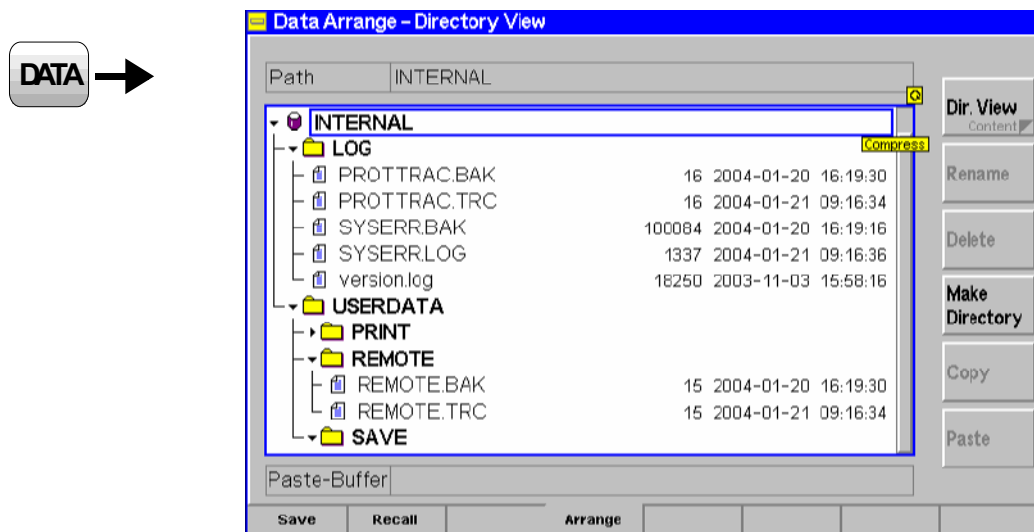 Data Arrange – Directory View
DATA
Path INTERNAL
INTERNAL
Compress
LOG
PROTTRAC.BAK 16 2004-01-20 16:19:30
PROTTRAC.TRC 16 2004-01-21 09:16:34
SYSERR.BAK 100084 2004-01-20 16:19:16
SYSERR.LOG 1337 2004-01-21 09:16:36
version.log 18250 2003-11-03 15:58:16
USERDATA
PRINT
REMOTE
REMOTE.BAK 15 2004-01-20 16:19:30
REMOTE.TRC 15 2004-01-21 09:16:34
SAVE
Paste-Buffer
Dir. View
Content
Rename
Delete
Make
Directory
Copy
Paste
Save Recall Arrange